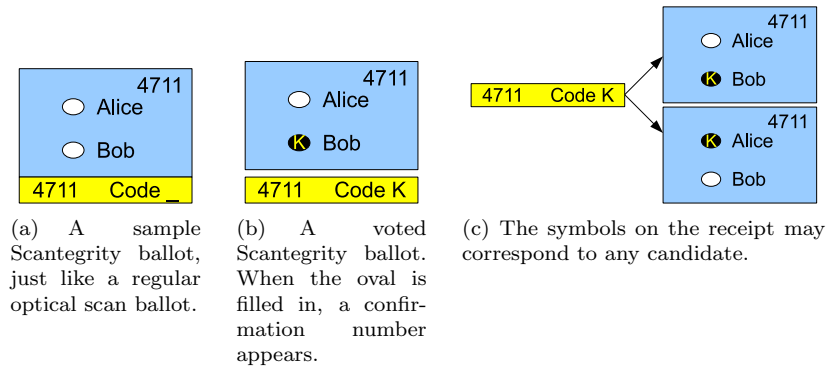 4711
Alice
Bob
4711 Code _
(a) A sample
Scantegrity ballot,
just like a regular
optical scan ballot.
4711
Alice
K Bob
4711 Code K
(b) A voted
Scantegrity ballot.
When the oval is
filled in, a confir-
mation number
appears.
4711 Code K
4711
Alice
K Bob
4711
K Alice
Bob
(c) The symbols on the receipt may
correspond to any candidate.